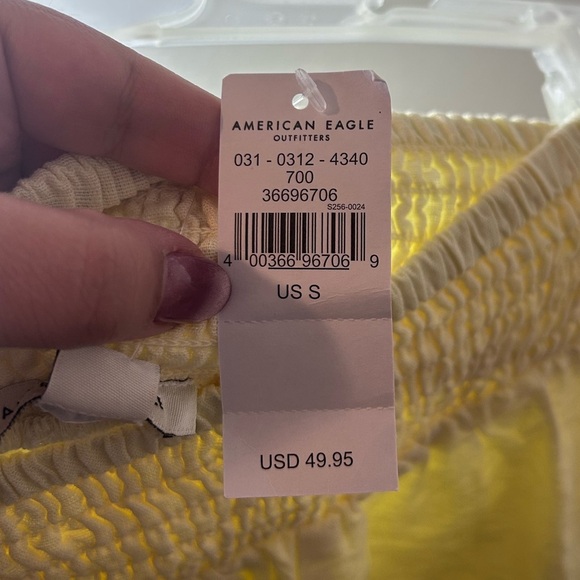 AMERICAN EAGLE
OUTFITTERS
031 - 0312 - 4340
700
36696706
S256-0024
4 00366 96706 9
US S
USD 49.95